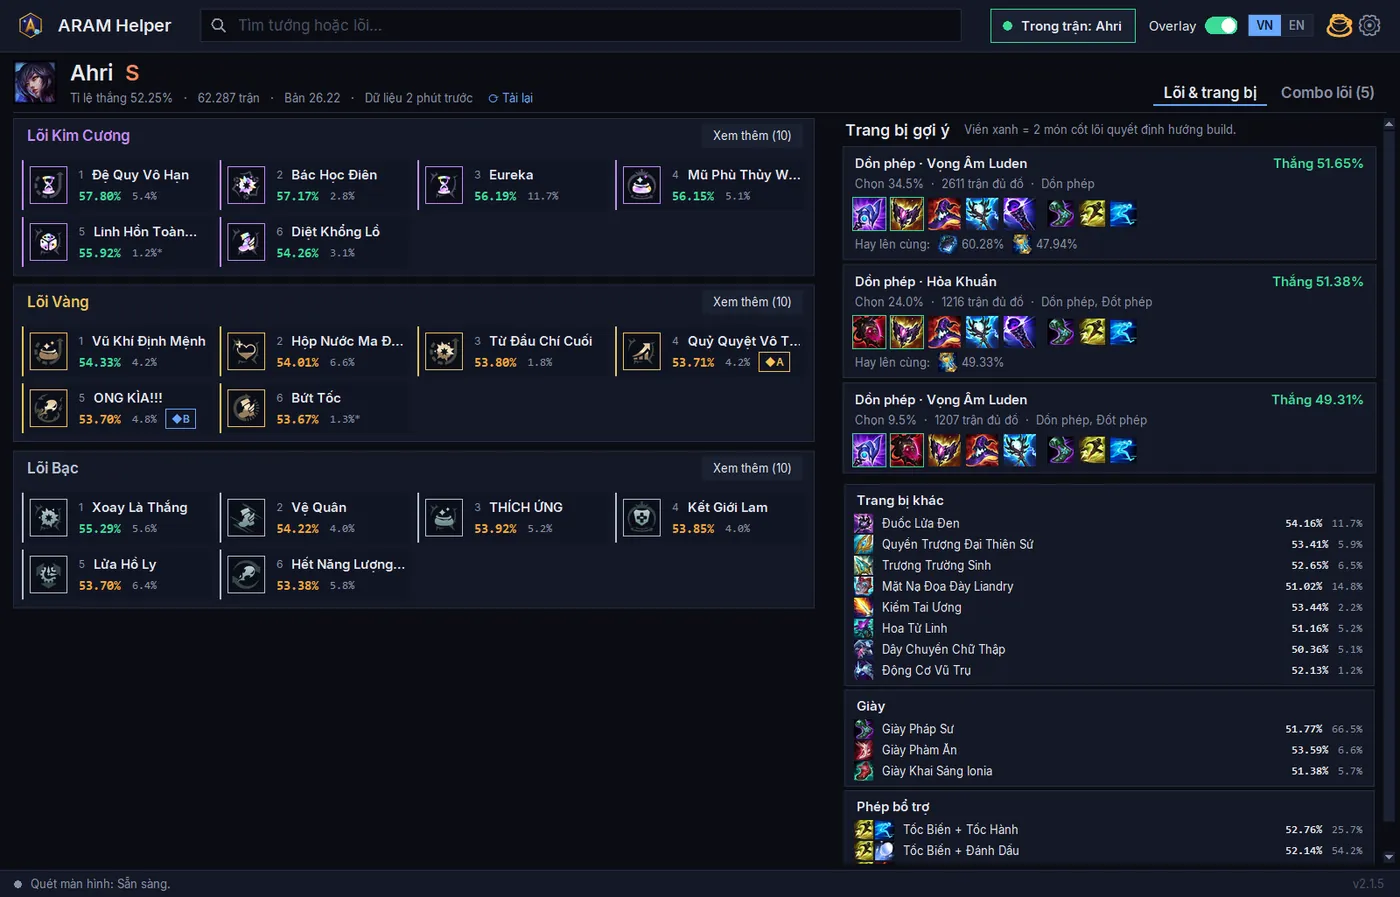 ARAM Helper
Tìm tướng hoặc lõi...
Trong trận: Ahri
Overlay
VN
EN
Ahri S
Tỉ lệ thắng 52.25% · 62.287 trận · Bản 26.22 · Dữ liệu 2 phút trước
Tải lại
Lõi & trang bị
Combo lõi (5)
Lõi Kim Cương
Xem thêm (10)
1 Đệ Quy Vô Hạn
57.80% 5.4%
2 Bác Học Điên
57.17% 2.8%
3 Eureka
56.19% 11.7%
4 Mũ Phù Thủy W...
56.15% 5.1%
5 Linh Hồn Toàn...
55.92% 1.2%*
6 Diệt Khổng Lồ
54.26% 3.1%
Lõi Vàng
Xem thêm (10)
1 Vũ Khí Định Mệnh
54.33% 4.2%
2 Hộp Nước Ma Đ...
54.01% 6.6%
3 Từ Đầu Chí Cuối
53.80% 1.8%
4 Quỷ Quyệt Vô T...
53.71% 4.2% ◆A
5 ONG KÌA!!!
53.70% 4.8% ◆B
6 Bứt Tốc
53.67% 1.3%*
Lõi Bạc
Xem thêm (10)
1 Xoay Là Thắng
55.29% 5.6%
2 Vệ Quân
54.22% 4.0%
3 THÍCH ỨNG
53.92% 5.2%
4 Kết Giới Lam
53.85% 4.0%
5 Lửa Hồ Ly
53.70% 6.4%
6 Hết Năng Lượng...
53.38% 5.8%
Trang bị gợi ý
Viền xanh = 2 món cốt lõi quyết định hướng build.
Dồn phép · Vọng Âm Luden
Thắng 51.65%
Chọn 34.5% · 2611 trận đủ đồ · Dồn phép
Hay lên cùng: 60.28% 47.94%
Dồn phép · Hỏa Khuẩn
Thắng 51.38%
Chọn 24.0% · 1216 trận đủ đồ · Dồn phép, Đốt phép
Hay lên cùng: 49.33%
Dồn phép · Vọng Âm Luden
Thắng 49.31%
Chọn 9.5% · 1207 trận đủ đồ · Dồn phép, Đốt phép
Trang bị khác
Đuốc Lửa Đen 54.16% 11.7%
Quyền Trượng Đại Thiên Sứ 53.41% 5.9%
Trượng Trường Sinh 52.65% 6.5%
Mặt Nạ Đọa Đày Liandry 51.02% 14.8%
Kiếm Tai Ương 53.44% 2.2%
Hoa Tử Linh 51.16% 5.2%
Dây Chuyền Chữ Thập 50.36% 5.1%
Động Cơ Vũ Trụ 52.13% 1.2%
Giày
Giày Pháp Sư 51.77% 66.5%
Giày Phàm Ăn 53.59% 6.6%
Giày Khai Sáng Ionia 51.38% 5.7%
Phép bổ trợ
Tốc Biến + Tốc Hành 52.76% 25.7%
Tốc Biến + Đánh Dấu 52.14% 54.2%
Quét màn hình: Sẵn sàng.
v2.1.5